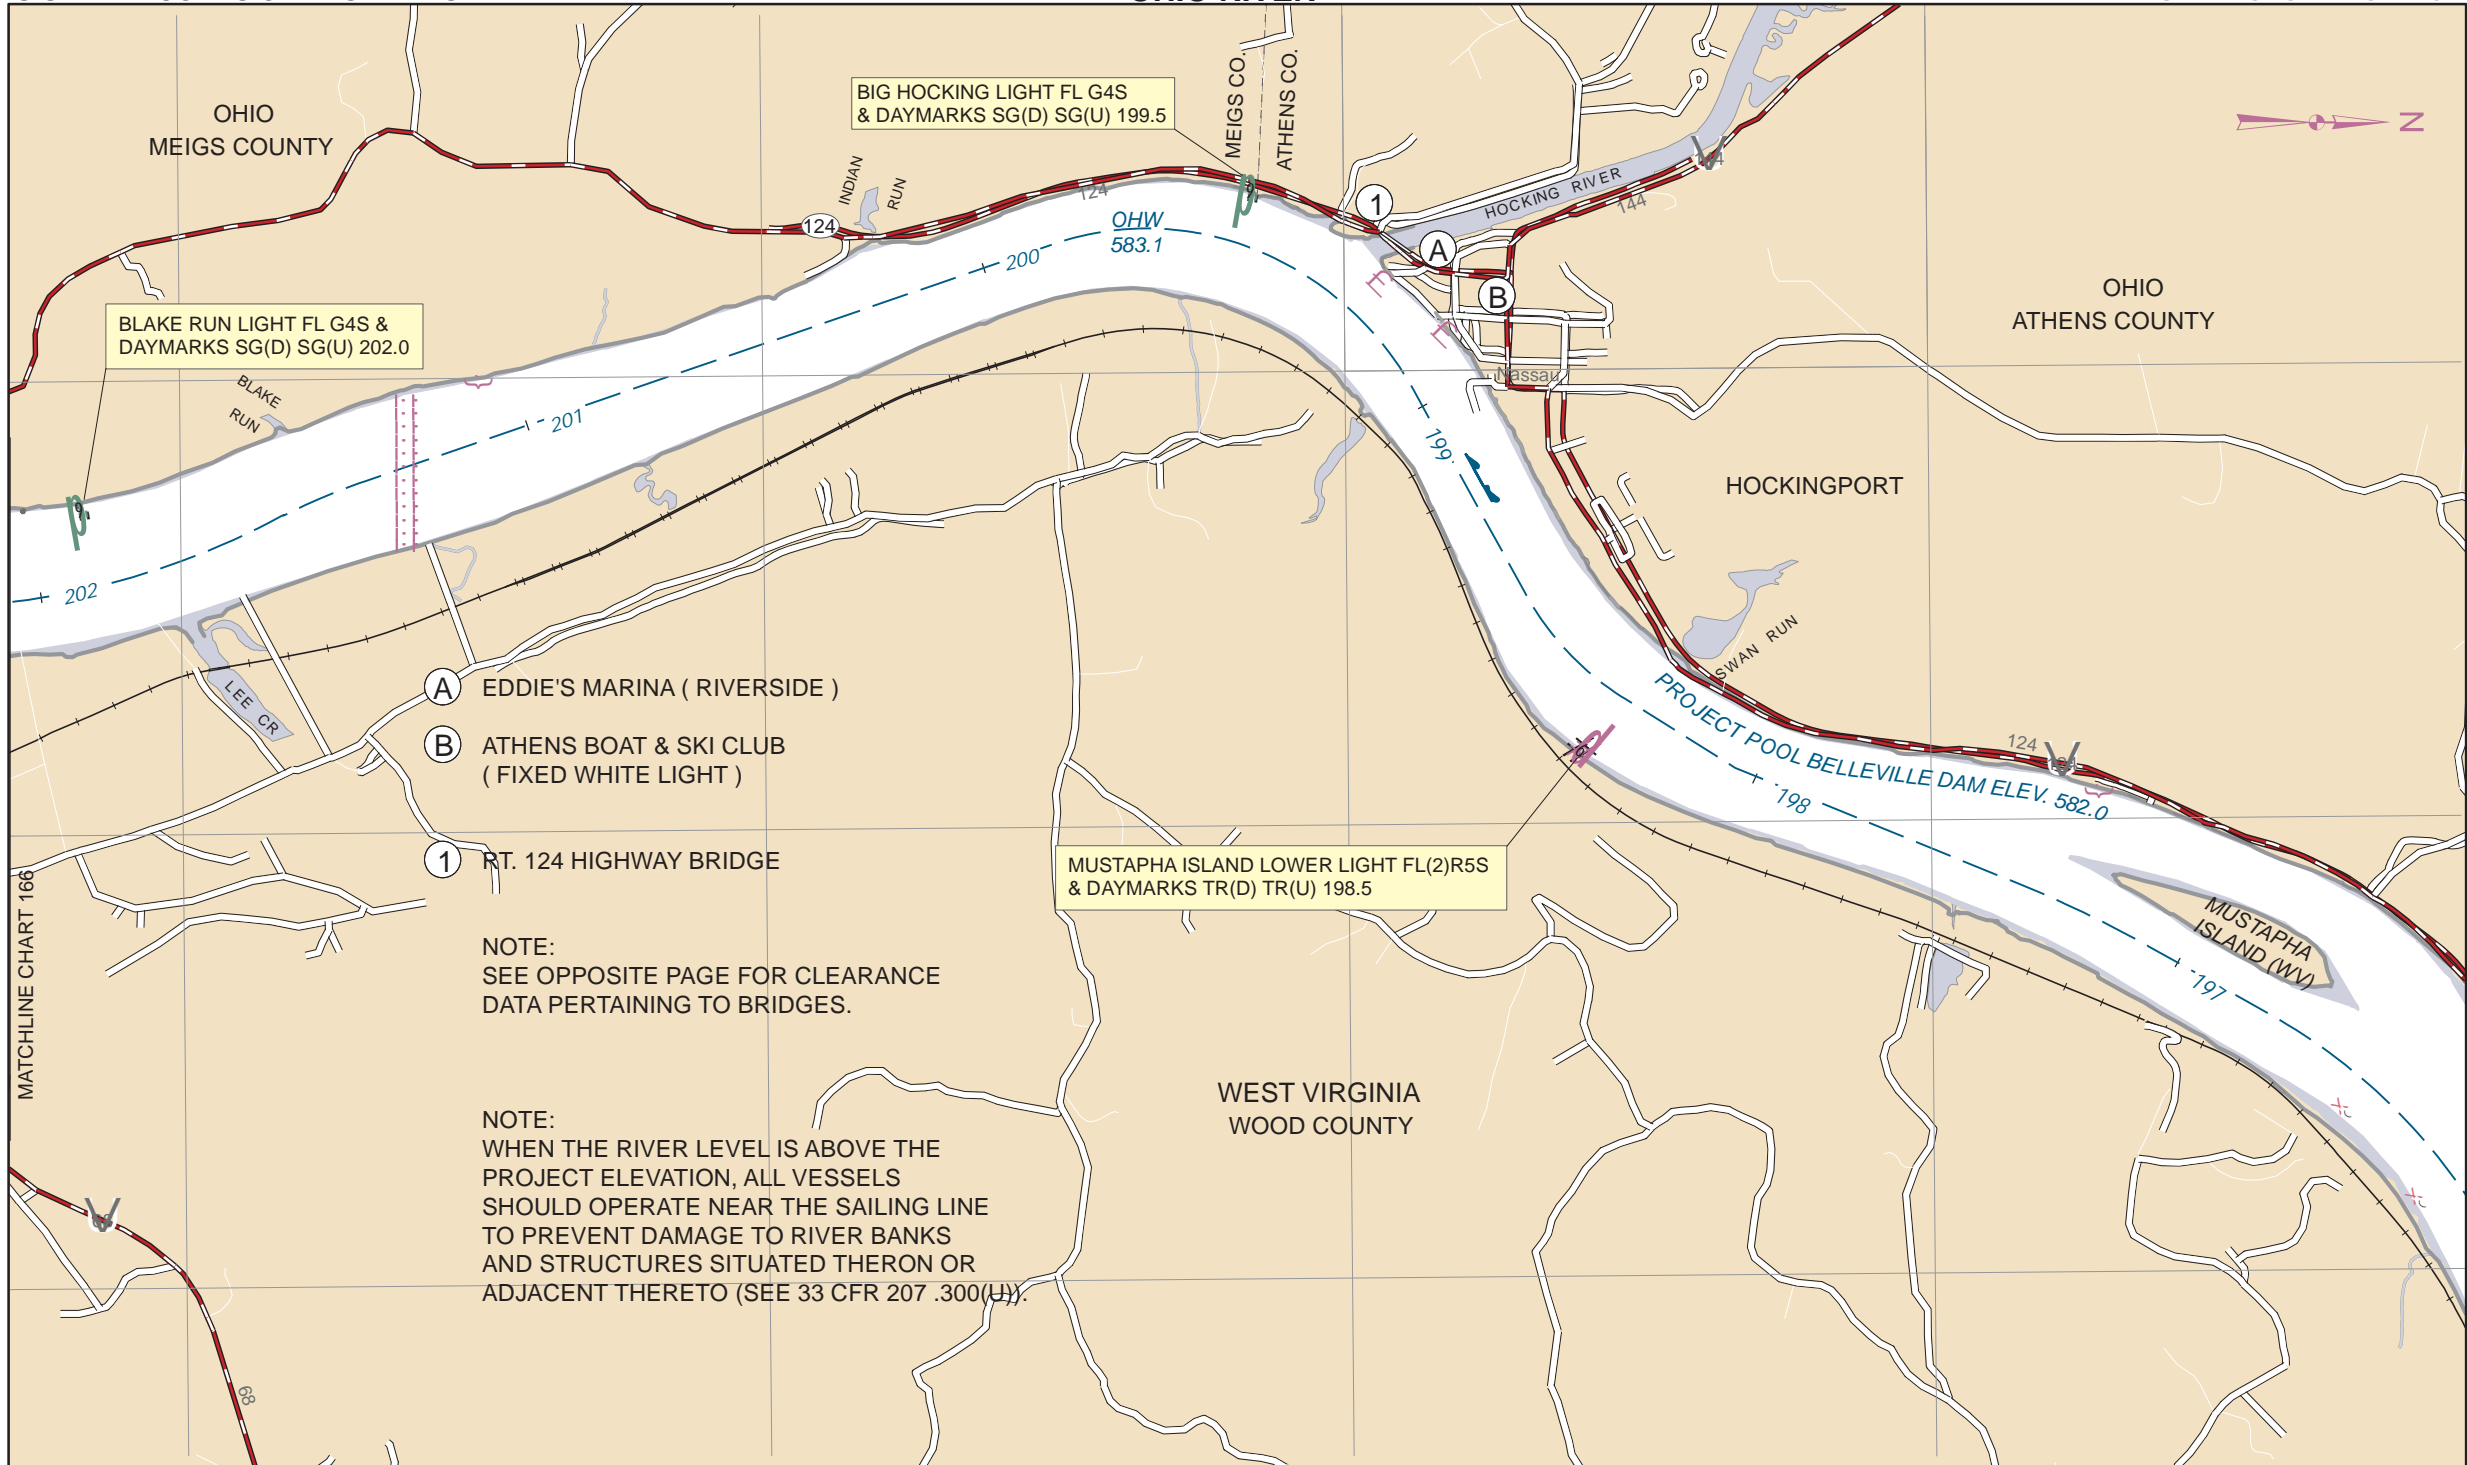 OHIO
MEIGS COUNTY
BIG HOCKING LIGHT FL G4S
& DAYMARKS SG(D) SG(U) 199.5
MEIGS CO.
ATHENS CO.
N
INDIAN
RUN
124
124
OHW
583.1
200
1
HOCKING RIVER
144
A
B
OHIO
ATHENS COUNTY
BLAKE RUN LIGHT FL G4S &
DAYMARKS SG(D) SG(U) 202.0
BLAKE
RUN
201
Nassau
199
HOCKINGPORT
202
SWAN RUN
LEE CR
A EDDIE'S MARINA ( RIVERSIDE )
B ATHENS BOAT & SKI CLUB
( FIXED WHITE LIGHT )
1 RT. 124 HIGHWAY BRIDGE
PROJECT POOL BELLEVILLE DAM ELEV. 582.0
124
198
MUSTAPHA ISLAND LOWER LIGHT FL(2)R5S
& DAYMARKS TR(D) TR(U) 198.5
MUSTAPHA
ISLAND (WV)
197
MATCHLINE CHART 166
NOTE:
SEE OPPOSITE PAGE FOR CLEARANCE
DATA PERTAINING TO BRIDGES.
WEST VIRGINIA
WOOD COUNTY
NOTE:
WHEN THE RIVER LEVEL IS ABOVE THE
PROJECT ELEVATION, ALL VESSELS
SHOULD OPERATE NEAR THE SAILING LINE
TO PREVENT DAMAGE TO RIVER BANKS
AND STRUCTURES SITUATED THERON OR
ADJACENT THERETO (SEE 33 CFR 207 .300(U)).
68